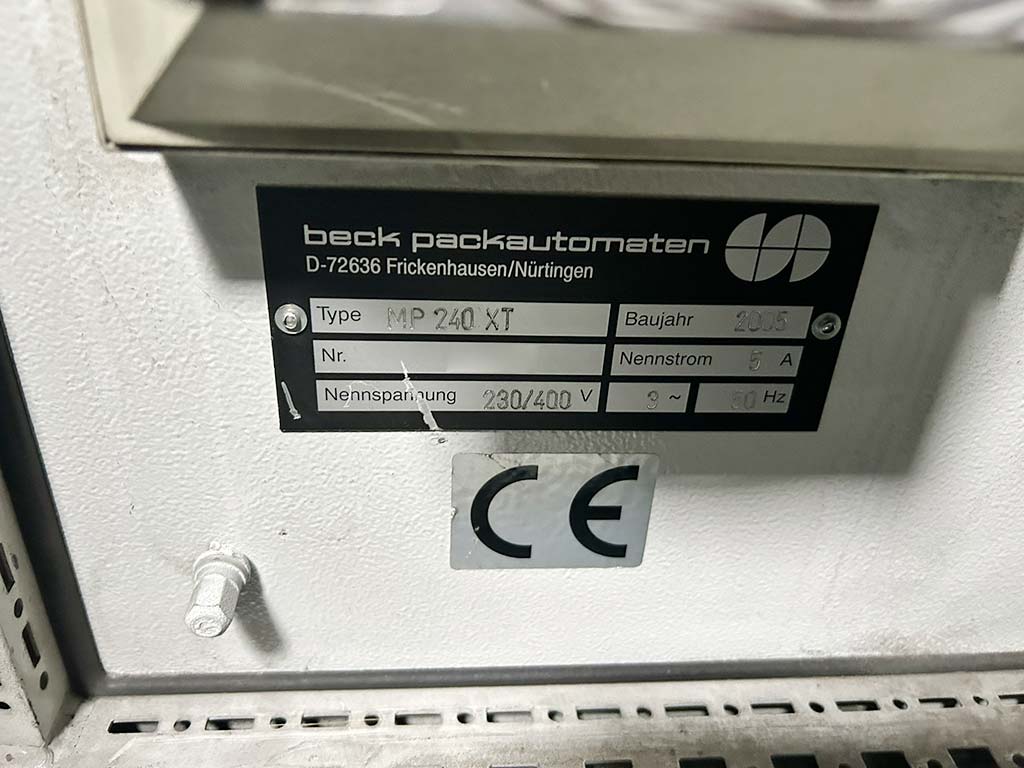 beck packautomaten
D-72636 Frickenhausen/Nürtingen
Type MP 240 XT Baujahr 2005
Nr. Nennstrom 5 A
Nennspannung 230/400 V 3 ~ 50 Hz
CE